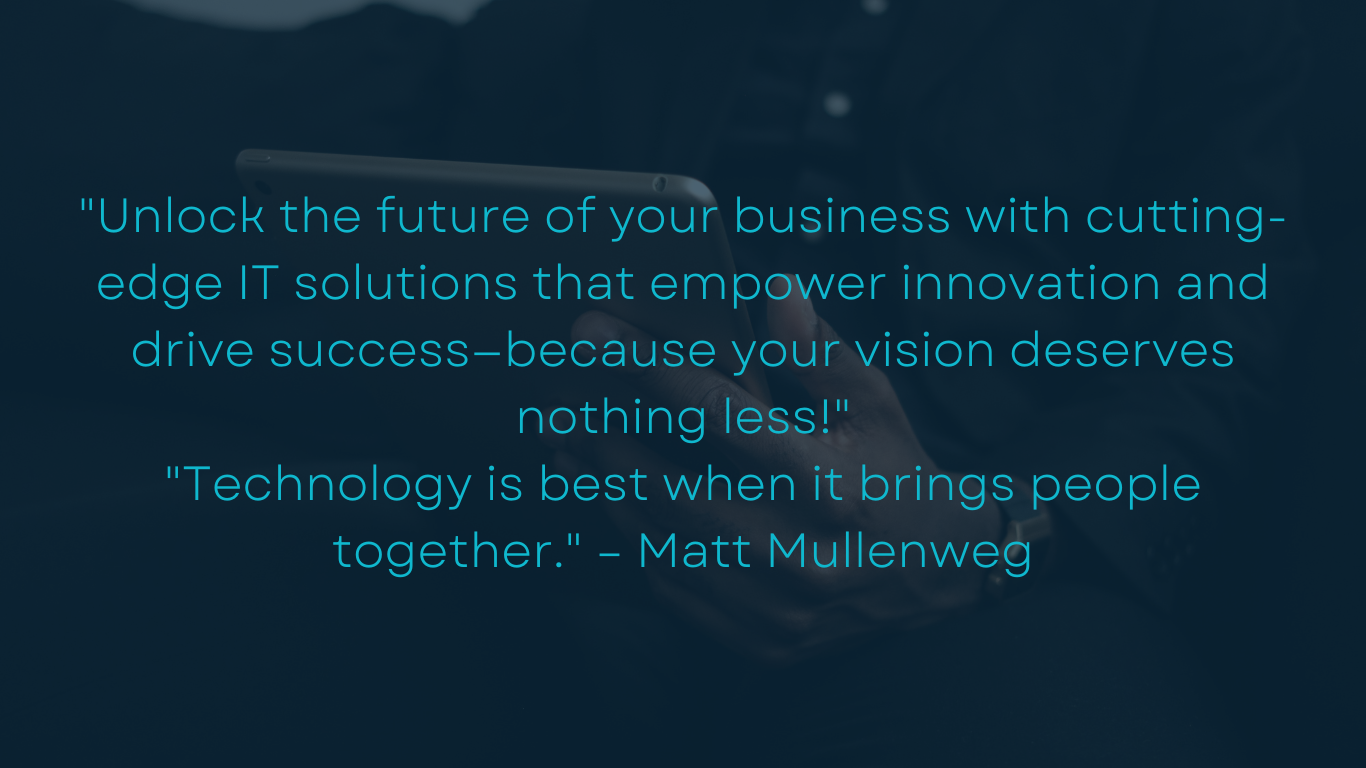 "Unlock the future of your business with cutting-
edge IT solutions that empower innovation and
drive success—because your vision deserves
nothing less!"
"Technology is best when it brings people
together." – Matt Mullenweg